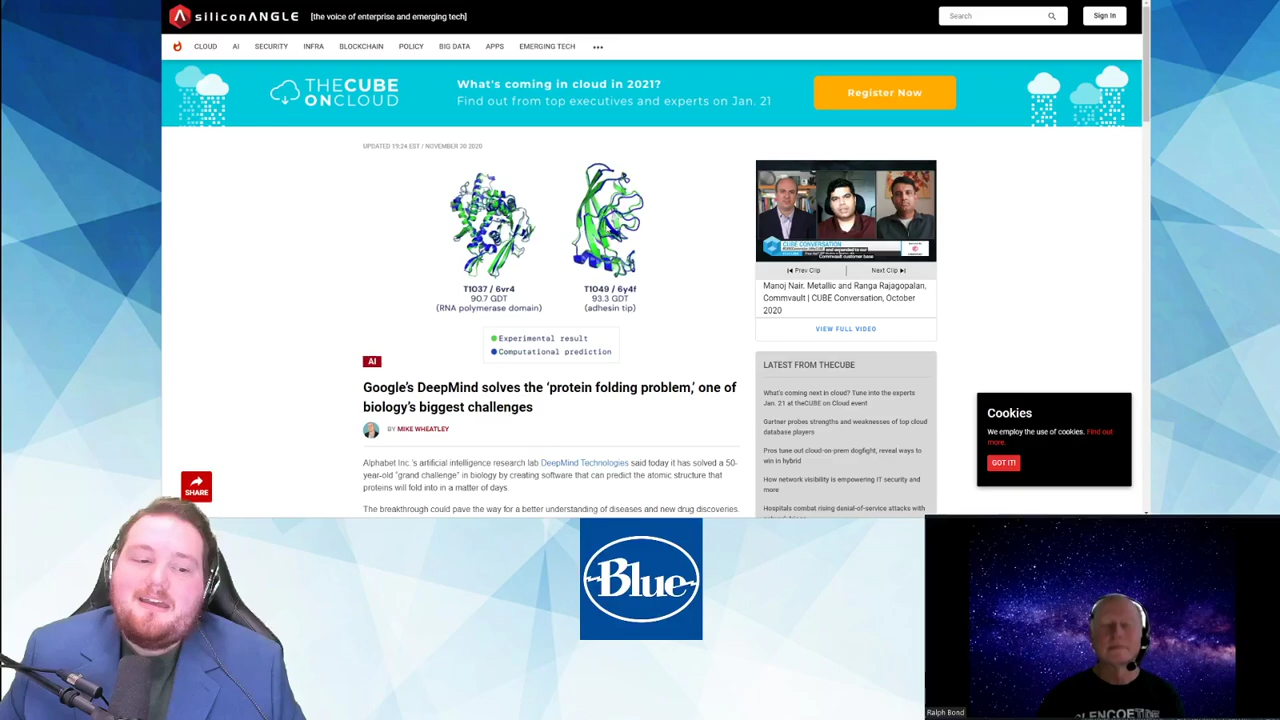 siliconANGLE
[the voice of enterprise and emerging tech]
Search
Sign In
CLOUD AI SECURITY INFRA BLOCKCHAIN POLICY BIG DATA APPS EMERGING TECH •••
THECUBE
ON CLOUD
What's coming in cloud in 2021?
Find out from top executives and experts on Jan. 21
Register Now
UPDATED 19:24 EST / NOVEMBER 30 2020
T1037 / 6vr4
90.7 GDT
(RNA polymerase domain)
T1049 / 6y4f
93.3 GDT
(adhesin tip)
Experimental result
Computational prediction
AI
Google's DeepMind solves the 'protein folding problem,' one of
biology's biggest challenges
BY MIKE WHEATLEY
Alphabet Inc.'s artificial intelligence research lab DeepMind Technologies said today it has solved a 50-
year-old "grand challenge" in biology by creating software that can predict the atomic structure that
proteins will fold into in a matter of days.
The breakthrough could pave the way for a better understanding of diseases and new drug discoveries.
SHARE
CUBE CONVERSATION
Commvault customer base
Prev Clip
Next Clip
Manoj Nair, Metallic and Ranga Rajagopalan,
Commvault | CUBE Conversation, October
2020
VIEW FULL VIDEO
LATEST FROM THECUBE
What's coming next in cloud? Tune into the experts
Jan. 21 at theCUBE on Cloud event
Gartner probes strengths and weaknesses of top cloud
database players
Pros tune out cloud-on-prem dogfight, reveal ways to
win in hybrid
How network visibility is empowering IT security and
more
Hospitals combat rising denial-of-service attacks with
Cookies
We employ the use of cookies. Find out
more.
GOT IT!
Blue
GLENCOE
Ralph Bond